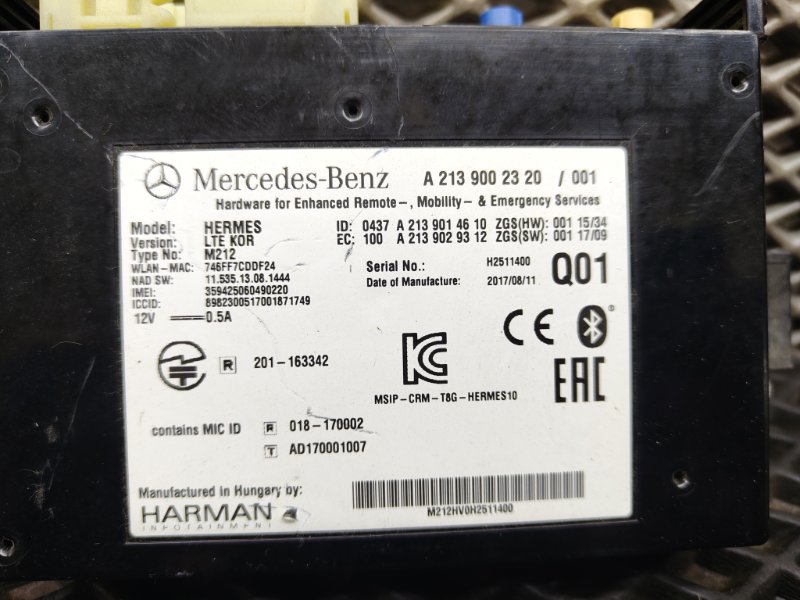 Mercedes-Benz A 213 900 23 20 / 001
Hardware for Enhanced Remote-, Mobility- & Emergency Services
Model: HERMES ID: 0437 A 213 901 46 10 ZGS(HW): 001 15/34
Version: LTE KOR EC: 100 A 213 902 93 12 ZGS(SW): 001 17/09
Type No: M212
WLAN-MAC: 746FF7CDDF24 Serial No.: H2511400 Q01
NAD SW: 11.535.13.08.1444 Date of Manufacture: 2017/08/11
IMEI: 359425060490220
ICCID: 8982300517001871749
12V 0.5A
CE
R 201-163342
KC
EAC
MSIP-CRM-T8G-HERMES10
contains MIC ID R 018-170002
T AD170001007
Manufactured in Hungary by:
HARMAN
INFOTAINMENT
M212HV0H2511400